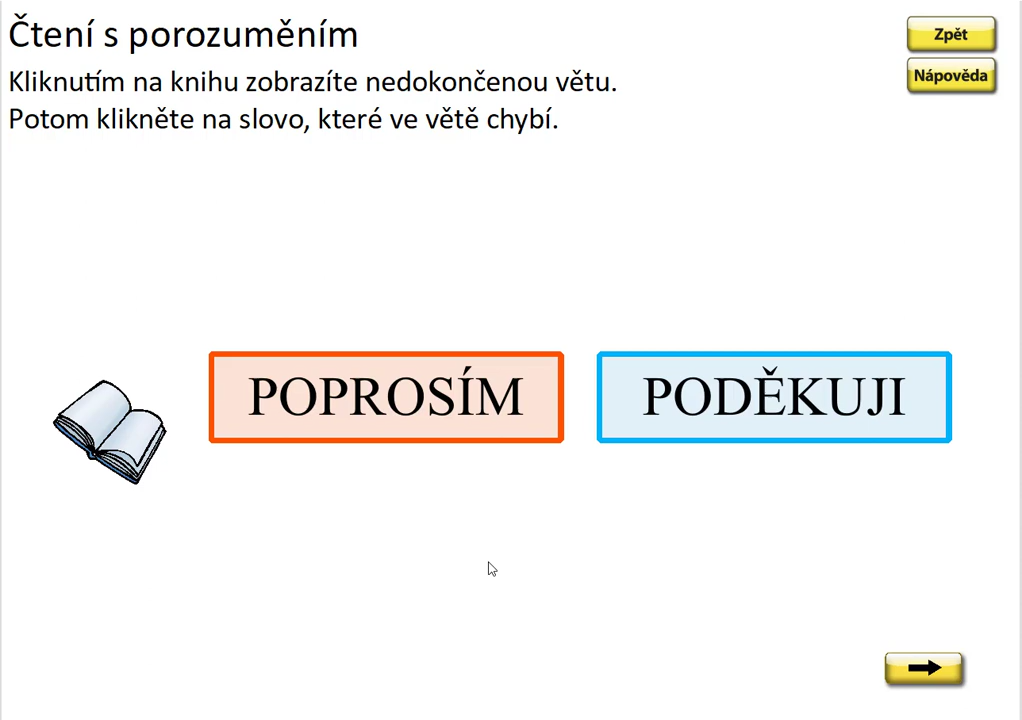 Čtení s porozuměním
Zpět
Nápověda
Kliknutím na knihu zobrazíte nedokončenou větu.
Potom klikněte na slovo, které ve větě chybí.
POPROSÍM
PODĚKUJI